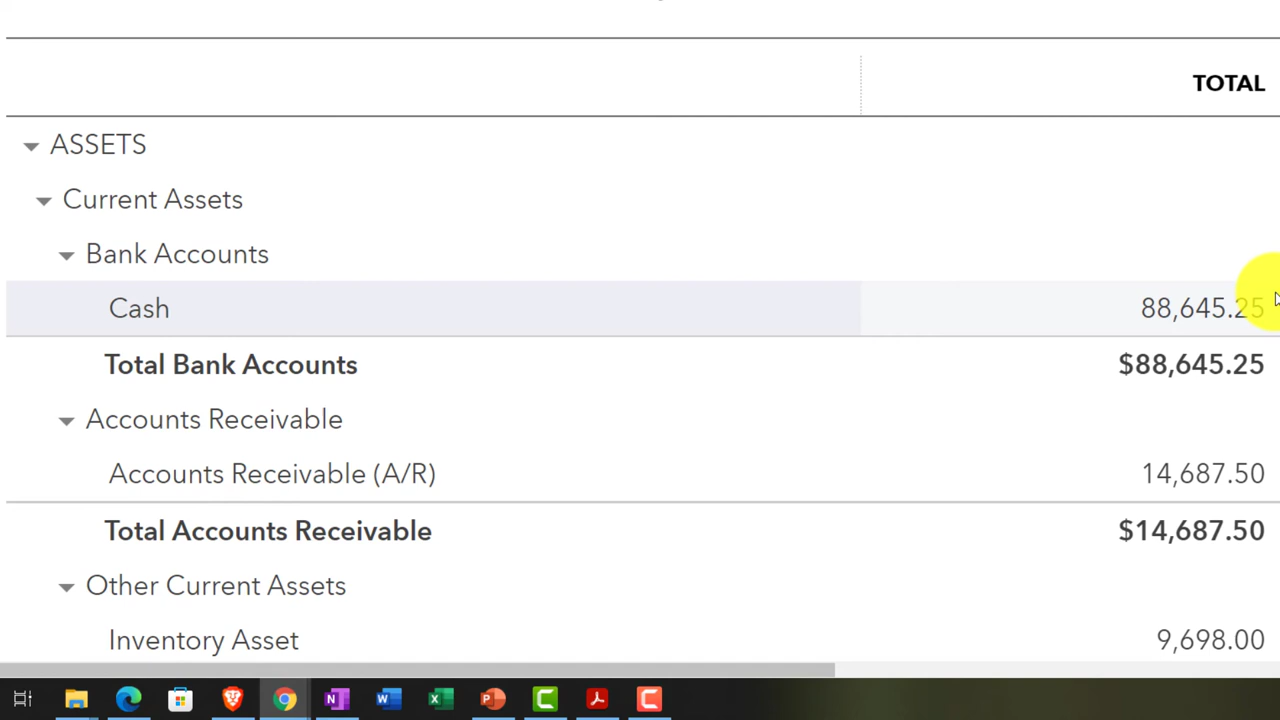 TOTAL
ASSETS
Current Assets
Bank Accounts
Cash 88,645.25
Total Bank Accounts $88,645.25
Accounts Receivable
Accounts Receivable (A/R) 14,687.50
Total Accounts Receivable $14,687.50
Other Current Assets
Inventory Asset 9,698.00